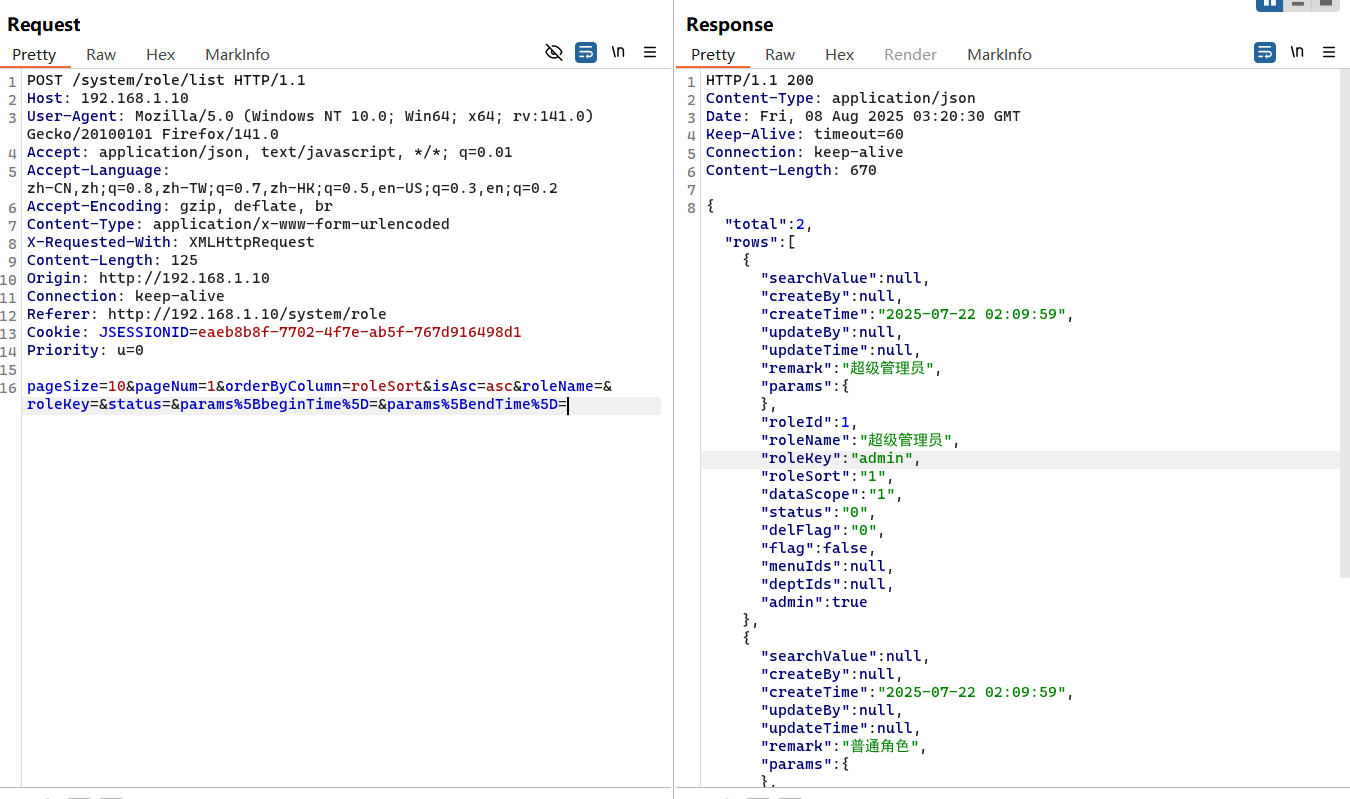 Request
Pretty Raw Hex MarkInfo \n
1 POST /system/role/list HTTP/1.1
2 Host: 192.168.1.10
3 User-Agent: Mozilla/5.0 (Windows NT 10.0; Win64; x64; rv:141.0)
Gecko/20100101 Firefox/141.0
4 Accept: application/json, text/javascript, */*; q=0.01
5 Accept-Language:
zh-CN,zh;q=0.8,zh-TW;q=0.7,zh-HK;q=0.5,en-US;q=0.3,en;q=0.2
6 Accept-Encoding: gzip, deflate, br
7 Content-Type: application/x-www-form-urlencoded
8 X-Requested-With: XMLHttpRequest
9 Content-Length: 125
10 Origin: http://192.168.1.10
11 Connection: keep-alive
12 Referer: http://192.168.1.10/system/role
13 Cookie: JSESSIONID=eaeb8b8f-7702-4f7e-ab5f-767d916498d1
14 Priority: u=0
15
16 pageSize=10&pageNum=1&orderByColumn=roleSort&isAsc=asc&roleName=&
roleKey=&status=&params%5BbeginTime%5D=&params%5BendTime%5D=
Response
Pretty Raw Hex Render MarkInfo \n
1 HTTP/1.1 200
2 Content-Type: application/json
3 Date: Fri, 08 Aug 2025 03:20:30 GMT
4 Keep-Alive: timeout=60
5 Connection: keep-alive
6 Content-Length: 670
7
8 {
"total":2,
"rows":[
{
"searchValue":null,
"createBy":null,
"createTime":"2025-07-22 02:09:59",
"updateBy":null,
"updateTime":null,
"remark":"超级管理员",
"params":{
},
"roleId":1,
"roleName":"超级管理员",
"roleKey":"admin",
"roleSort":"1",
"dataScope":"1",
"status":"0",
"delFlag":"0",
"flag":false,
"menuIds":null,
"deptIds":null,
"admin":true
},
{
"searchValue":null,
"createBy":null,
"createTime":"2025-07-22 02:09:59",
"updateBy":null,
"updateTime":null,
"remark":"普通角色",
"params":{
},